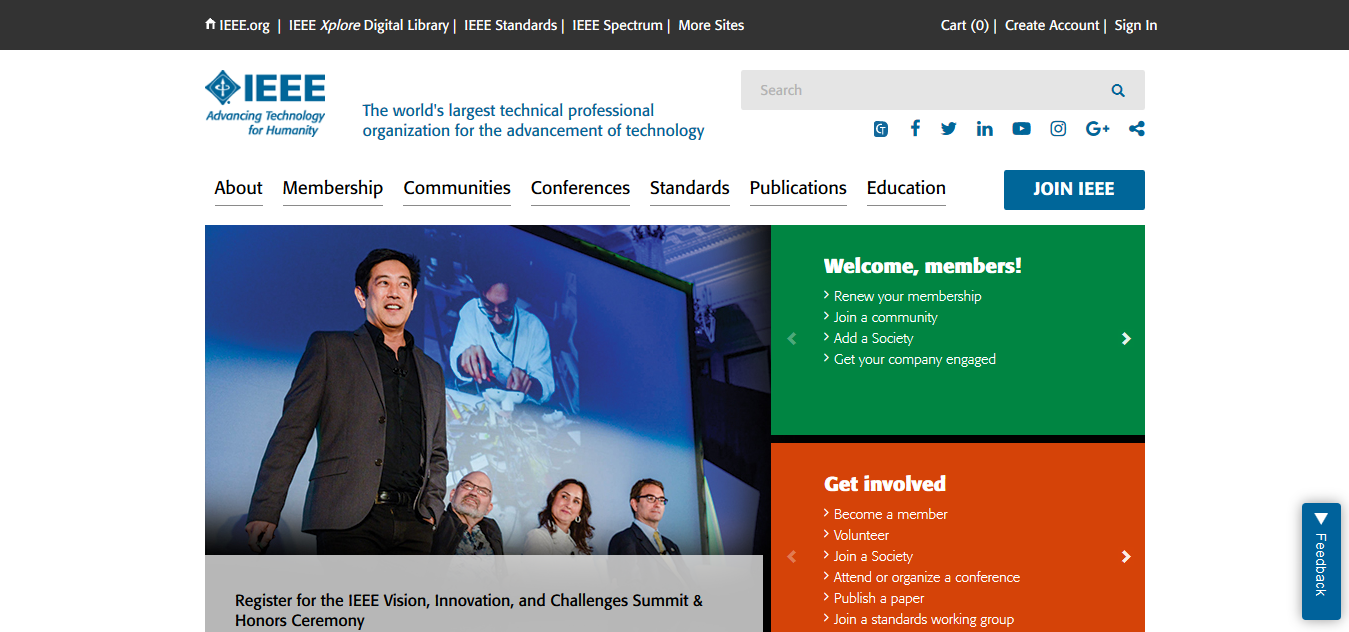 IEEE.org | IEEE Xplore Digital Library | IEEE Standards | IEEE Spectrum | More Sites
Cart (0) | Create Account | Sign In
IEEE
Advancing Technology
for Humanity
The world's largest technical professional
organization for the advancement of technology
Search
About Membership Communities Conferences Standards Publications Education
JOIN IEEE
Welcome, members!
Renew your membership
Join a community
Add a Society
Get your company engaged
Get involved
Become a member
Volunteer
Join a Society
Attend or organize a conference
Publish a paper
Join a standards working group
Register for the IEEE Vision, Innovation, and Challenges Summit &
Honors Ceremony
Feedback